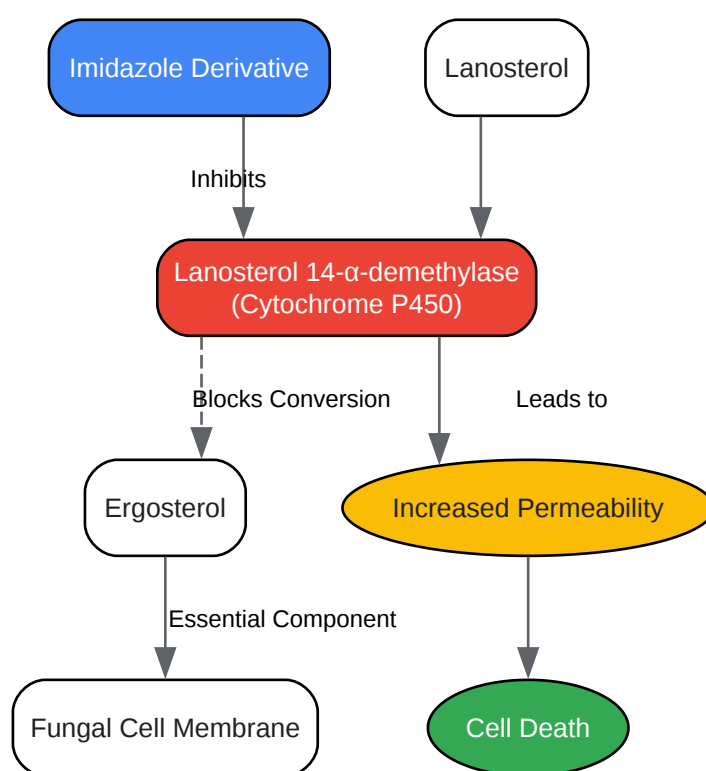 Imidazole Derivative
Lanosterol
Inhibits
Lanosterol 14-α-demethylase
(Cytochrome P450)
Blocks Conversion
Leads to
Ergosterol
Increased Permeability
Essential Component
Fungal Cell Membrane
Cell Death